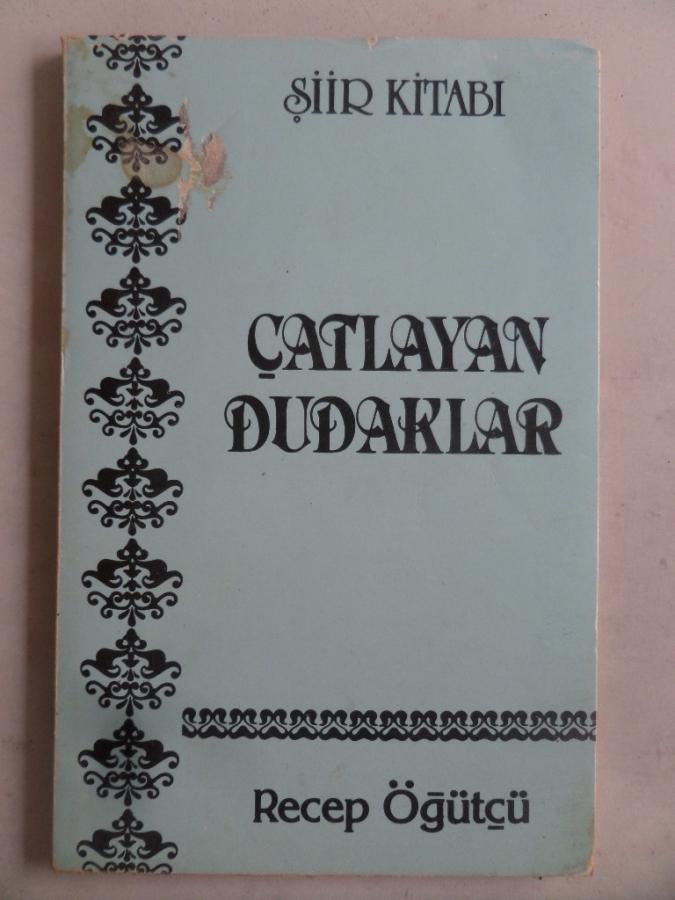 ŞİİR KİTABI
ÇATLAYAN
DUDAKLAR
Recep Öğütçü